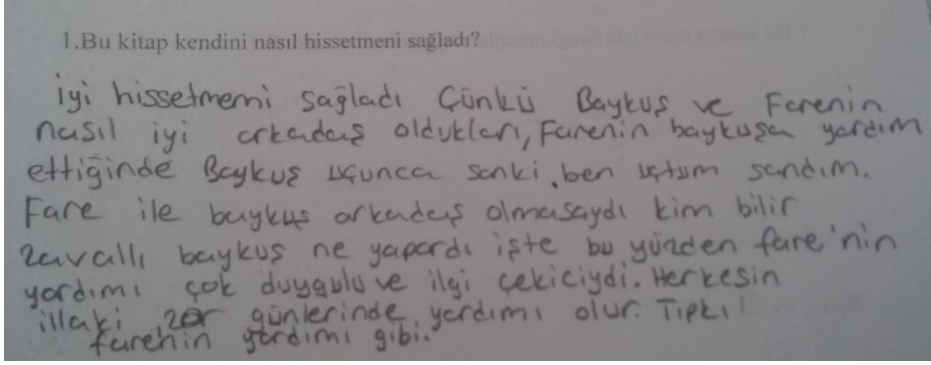 1.Bu kitap kendini nasıl hissetmeni sağladı?
İyi hissetmemi sağladı Çünkü Baykuş ve Farenin
nasıl iyi arkadaş oldukları, Farenin baykuşa yardım
ettiğinde Baykuş uçunca sanki ben uçtum sandım.
Fare ile baykuş arkadaş olmasaydı kim bilir
zavallı baykuş ne yapardı işte bu yüzden fare'nin
yardımı çok duygulu ve ilgi çekiciydi. Herkesin
illaki zor günlerinde yardımı olur. Tıpkı!
farenin yardımı gibi.